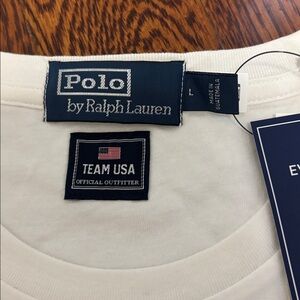 Polo
by Ralph Lauren
L
MADE IN
GUATEMALA
TEAM USA
OFFICIAL OUTFITTER